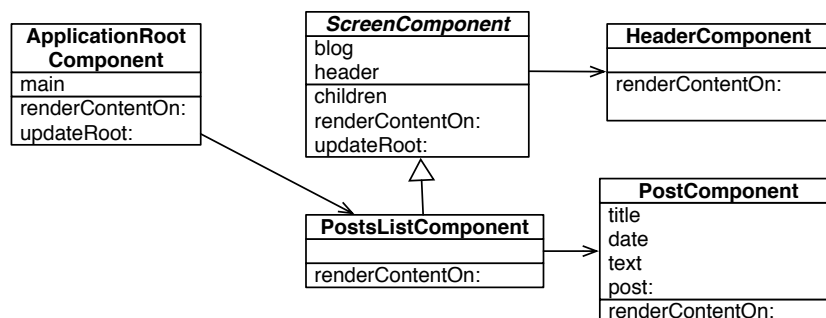 ApplicationRoot
Component
main
renderContentOn:
updateRoot:
ScreenComponent
blog
header
children
renderContentOn:
updateRoot:
HeaderComponent
renderContentOn:
PostsListComponent
renderContentOn:
PostComponent
title
date
text
post:
renderContentOn: